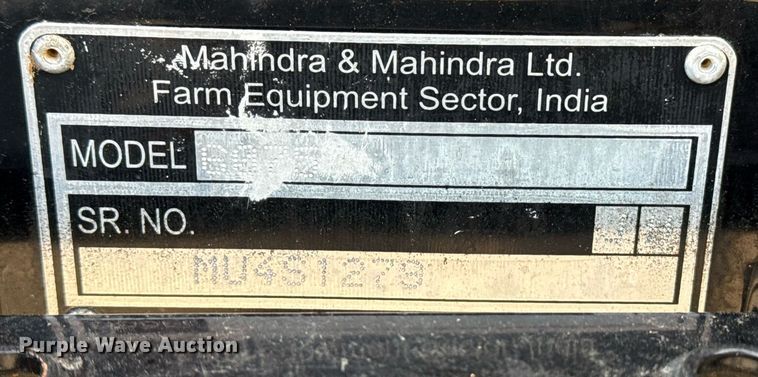 Mahindra & Mahindra Ltd.
Farm Equipment Sector, India
MODEL
SR. NO.
Purple Wave Auction